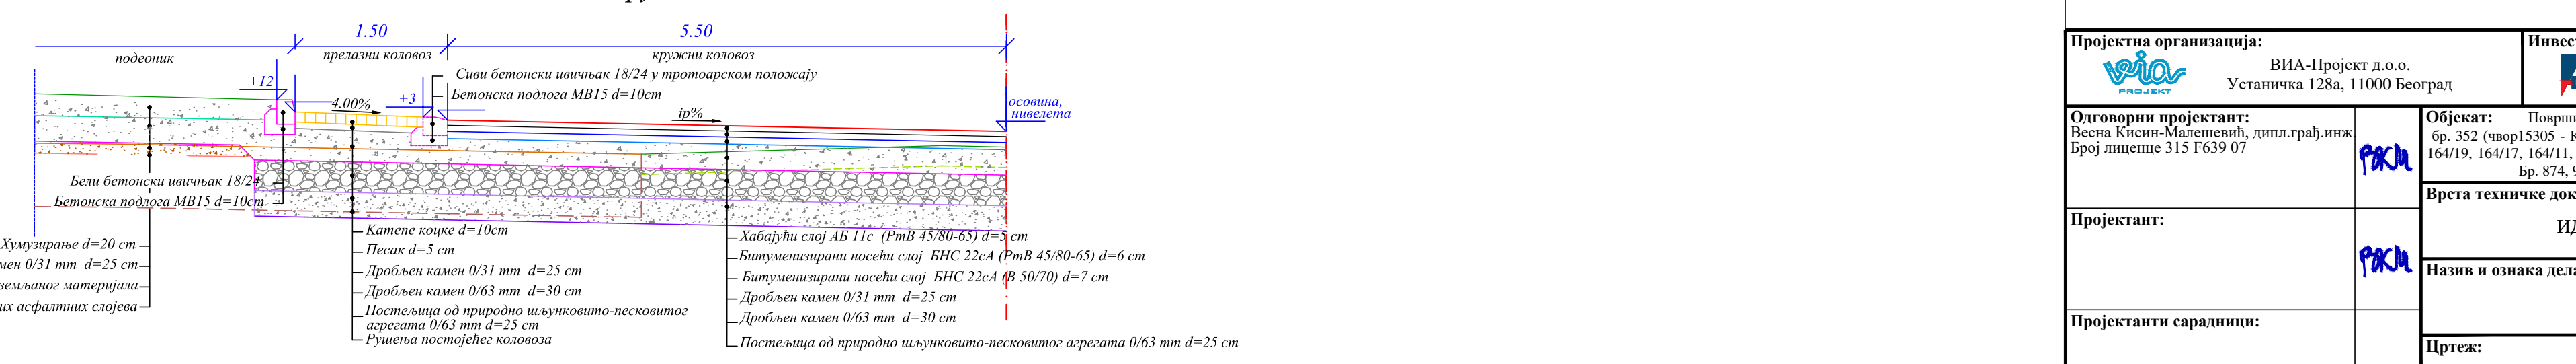 1.50
5.50
подеоник
прелазни коловоз
кружни коловоз
+12
Сиви бетонски ивичњак 18/24 у тротоарском положају
Бетонска подлога МВ15 d=10cm
+3
4.00%
ip%
осовина,
нивелета
Бели бетонски ивичњак 18/24
Бетонска подлога МВ15 d=10cm
Хумузирање d=20 cm
0/31 mm d=25 cm
земљаног материјала
асфалтних слојева
Катепе коцке d=10cm
Песак d=5 cm
Дробљен камен 0/31 mm d=25 cm
Дробљен камен 0/63 mm d=30 cm
Постељица од природно шљунковито-песковитог
агрегата 0/63 mm d=25 cm
Рушења постојећег коловоза
Хабајући слој АБ 11с (PmB 45/80-65) d=5 cm
Битуменизирани носећи слој БНС 22сА (PmB 45/80-65) d=6 cm
Битуменизирани носећи слој БНС 22сА (B 50/70) d=7 cm
Дробљен камен 0/31 mm d=25 cm
Дробљен камен 0/63 mm d=30 cm
Постељица од природно шљунковито-песковитог агрегата 0/63 mm d=25 cm
Пројектна организација:
via
PROJEKT
ВИА-Пројект д.о.о.
Устаничка 128а, 11000 Београд
Одговорни пројектант:
Весна Кисин-Малешевић, дипл.грађ.инж.
Број лиценце 315 F639 07
Пројектант:
Пројектанти сарадници:
Објекат:
бр. 352 (чвор15305 - К
164/19, 164/17, 164/11,
Бр. 874, 9
Врста техничке
Назив и ознака
Цртеж: